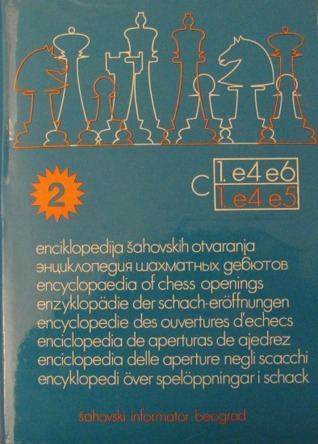 C
1. e4 e6
1. e4 e5
2
enciklopedija šahovskih otvaranja
энциклопедия шахматных дебютов
encyclopaedia of chess openings
enzyklopädie der schach-eröffnungen
encyclopedie des ouvertures d'echecs
enciclopedia de aperturas de ajedrez
enciclopedia delle aperture negli scacchi
encyklopedi över spelöppningar i schack
šahovski informator beograd